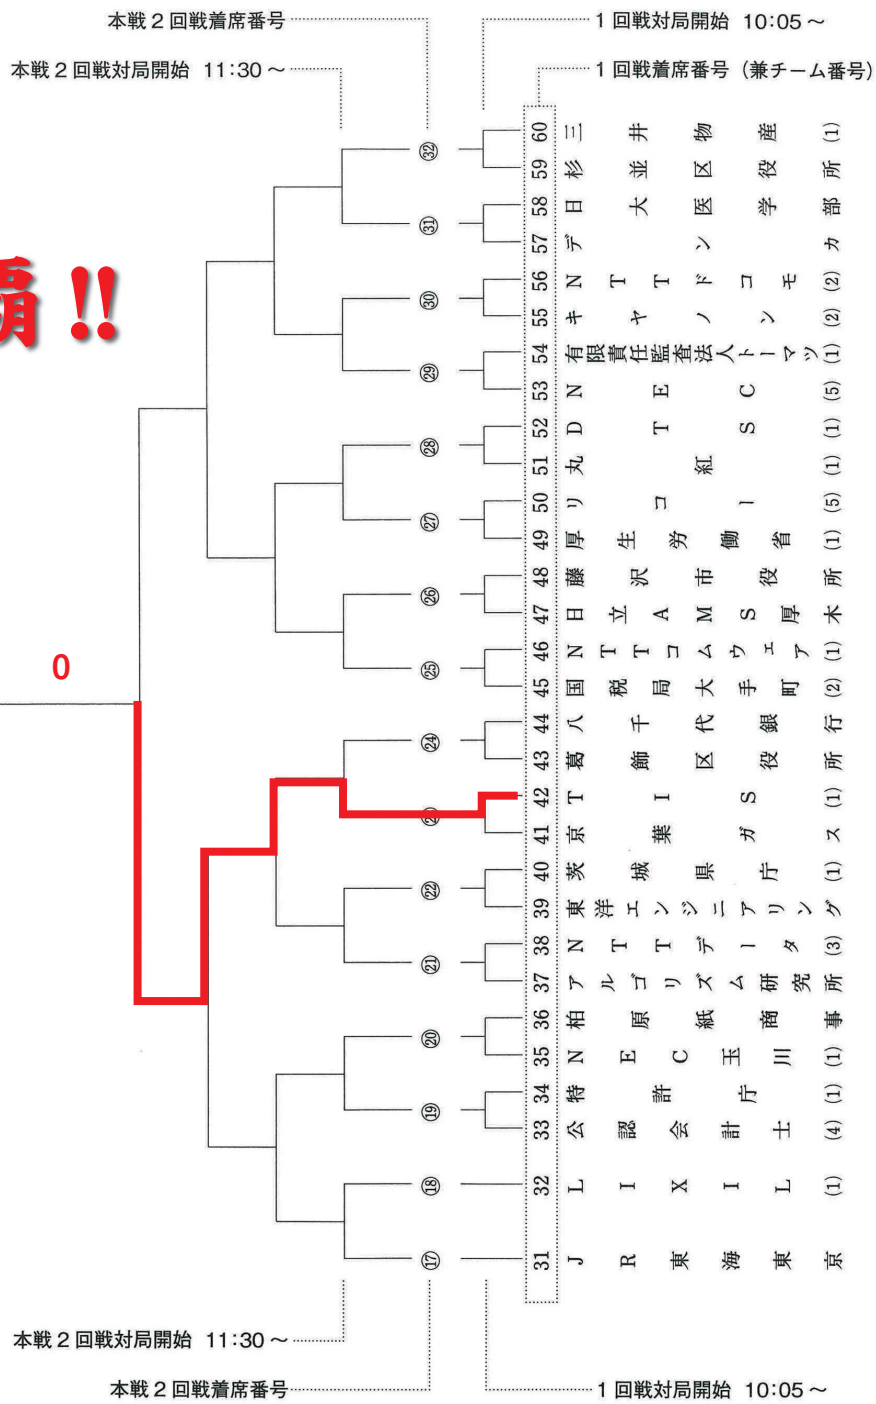 本戦2回戦着席番号
1回戦対局開始 10:05～
本戦2回戦対局開始 11:30～
1回戦着席番号（兼チーム番号）
覇!!
0
㉜
㉛
㉚
㉙
㉘
㉗
㉖
㉕
㉔
㉒
㉑
⑳
⑲
⑱
⑰
60 三井物産 (1)
59 杉並区役所
58 日大医学部
57 デンカ
56 NTTドコモ (2)
55 キヤノン (2)
54 有限責任監査法人トーマツ (1)
53 NEC (5)
52 DTS (1)
51 丸紅 (1)
50 リコー (5)
49 厚生労働省 (1)
48 藤沢市役所
47 日立AMS厚木
46 NTTコムウェア (1)
45 国税局大手町 (2)
44 八千代銀行
43 葛飾区役所
42 TIS (1)
41 京葉ガス
40 茨城県庁 (1)
39 東洋エンジニアリング
38 NTTデータ (3)
37 アルゴリズム研究所
36 柏原紙商事
35 NEC玉川 (1)
34 特許庁 (1)
33 公認会計士 (4)
32 LIXIL (1)
31 JR東海東京
本戦2回戦対局開始 11:30～
本戦2回戦着席番号
1回戦対局開始 10:05～